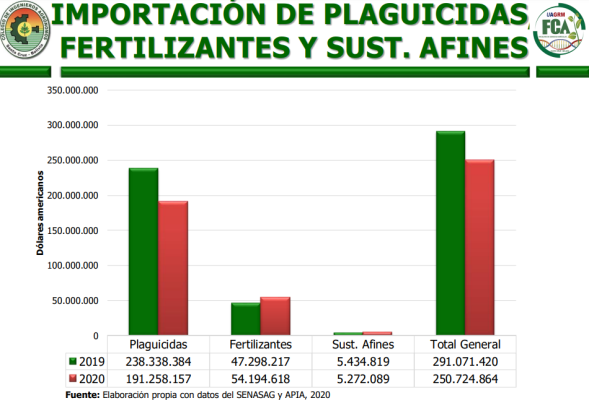 IMPORTACIÓN DE PLAGUICIDAS
FERTILIZANTES Y SUST. AFINES
UAGRM
FCA
350.000.000
300.000.000
250.000.000
200.000.000
150.000.000
100.000.000
50.000.000
0
Dólares americanos
Plaguicidas Fertilizantes Sust. Afines Total General
2019 238.338.384 47.298.217 5.434.819 291.071.420
2020 191.258.157 54.194.618 5.272.089 250.724.864
Fuente: Elaboración propia con datos del SENASAG y APIA, 2020